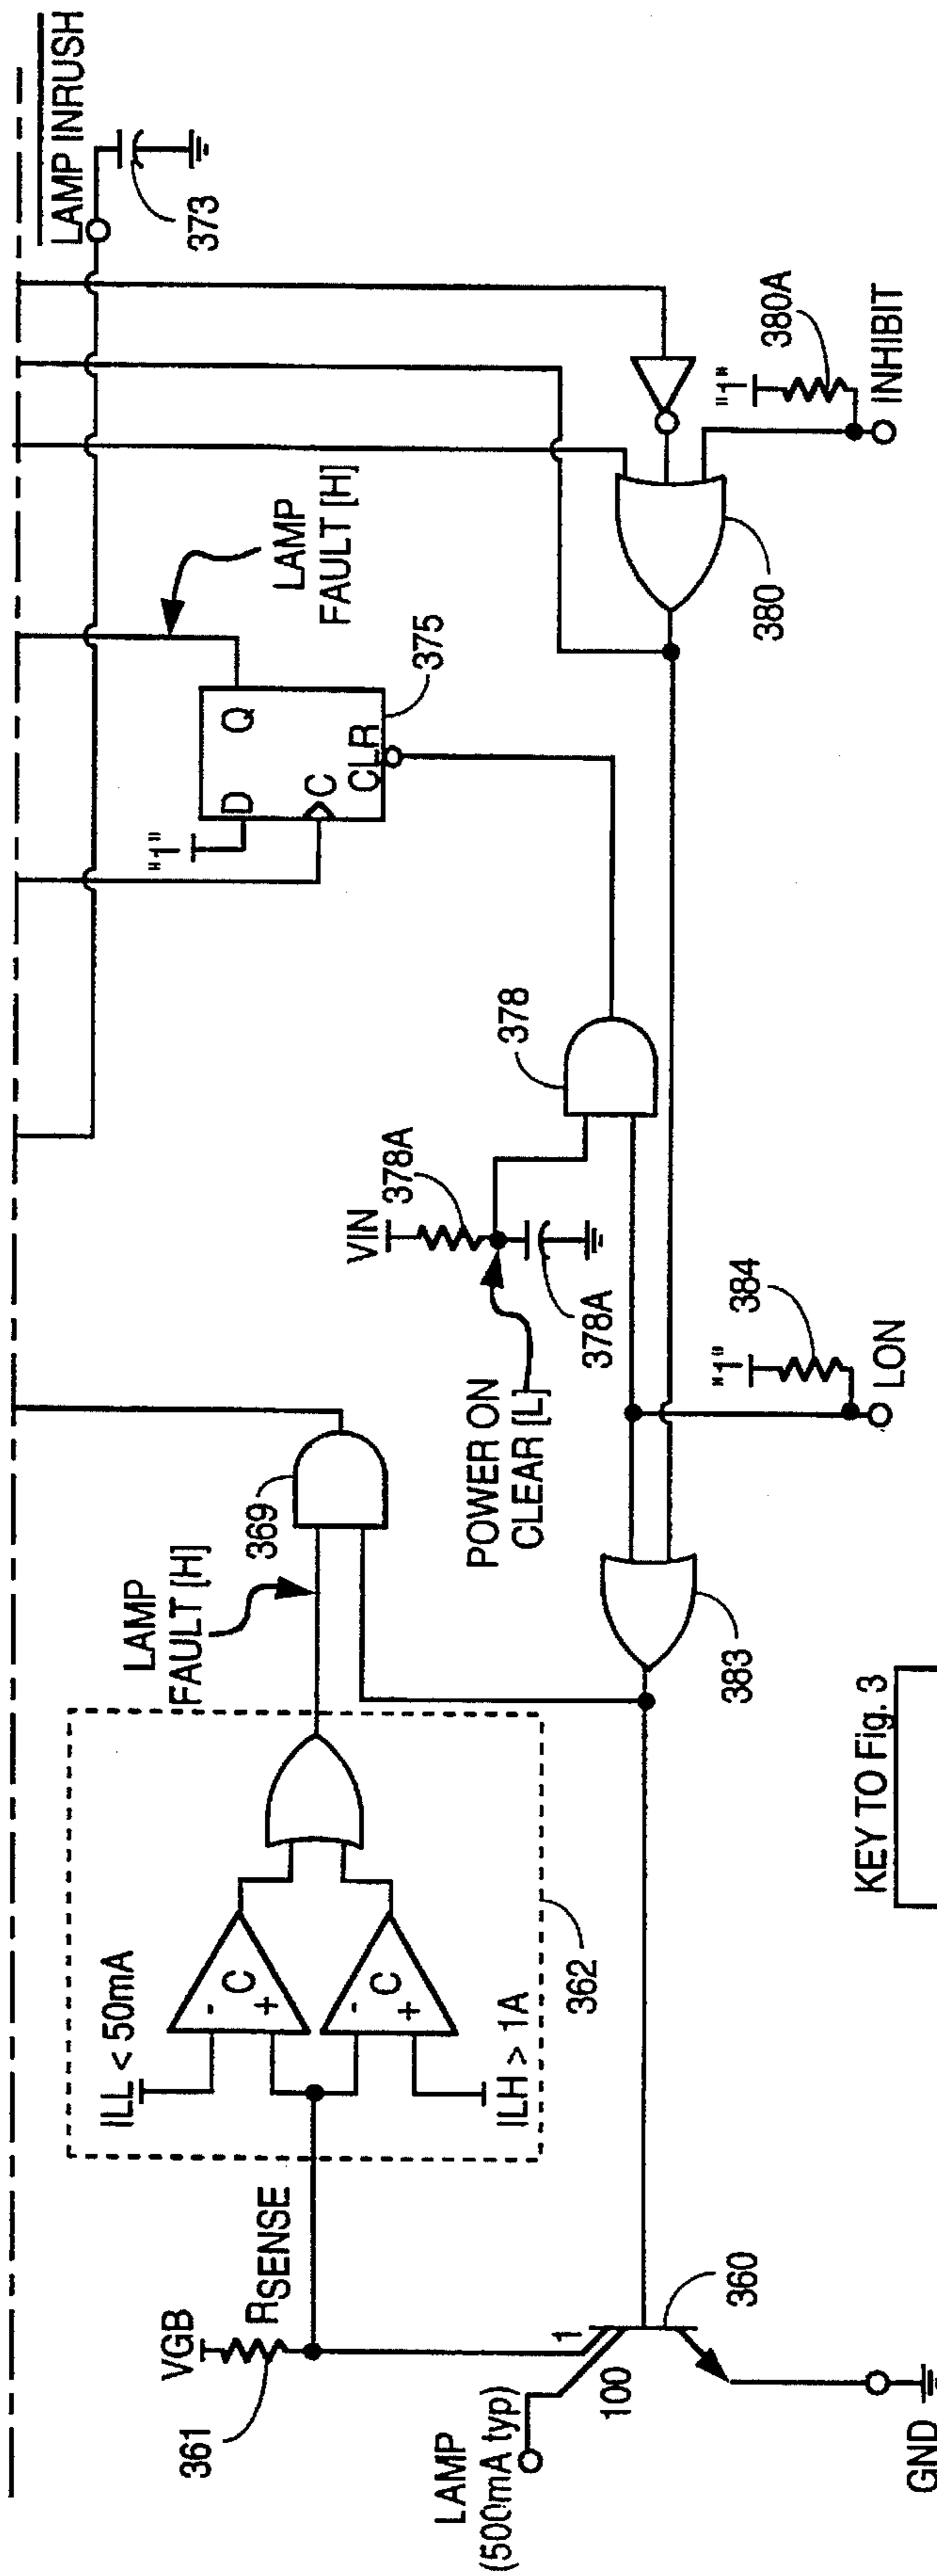 LAMP INRUSH
373
LAMP
FAULT [H]
"1"
D
Q
C
CLR
375
"1"
380A
INHIBIT
380
378
VIN
378A
378A
POWER ON
CLEAR [L]
"1"
384
LON
383
LAMP
FAULT [H]
369
ILL < 50mA
-
C
+
-
C
+
ILH > 1A
362
VGB
RSENSE
361
LAMP
(500mA typ)
1
100
360
GND
KEY TO Fig. 3